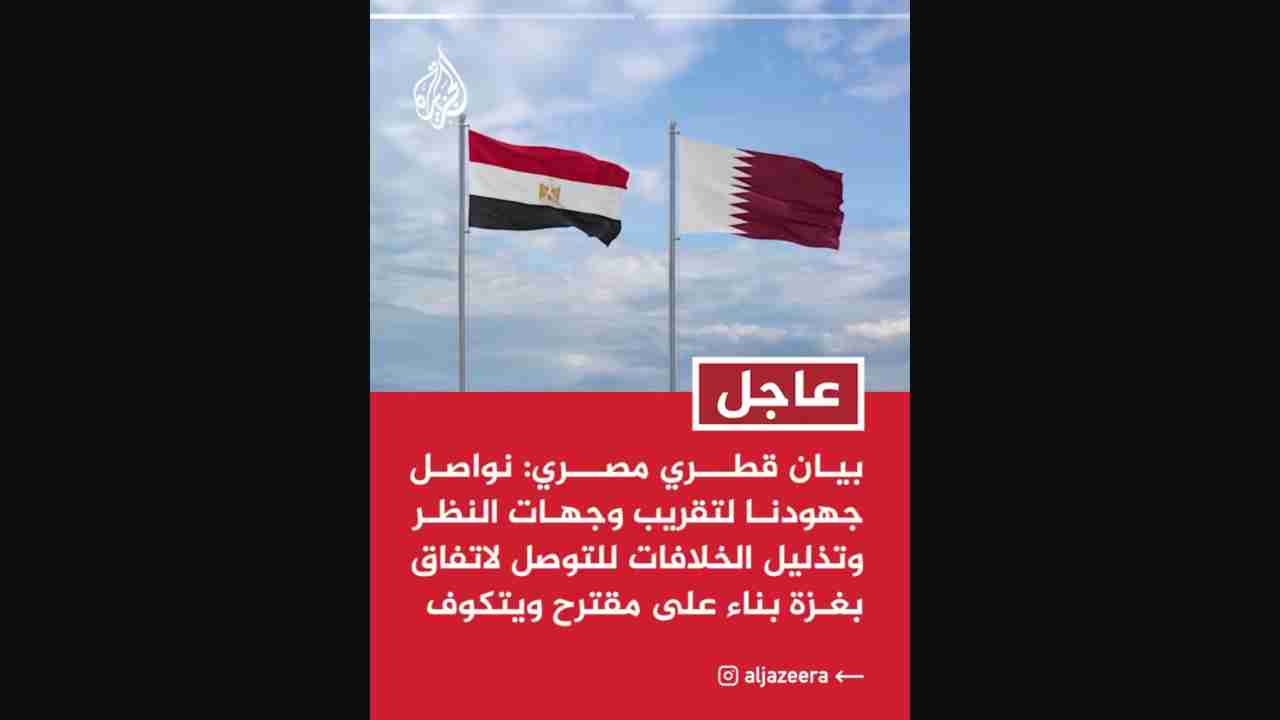 الجزيرة
عاجل
بيان قطري مصري: نواصل
جهودنا لتقريب وجهات النظر
وتذليل الخلافات للتوصل لاتفاق
بغزة بناء على مقترح ويتكوف
aljazeera